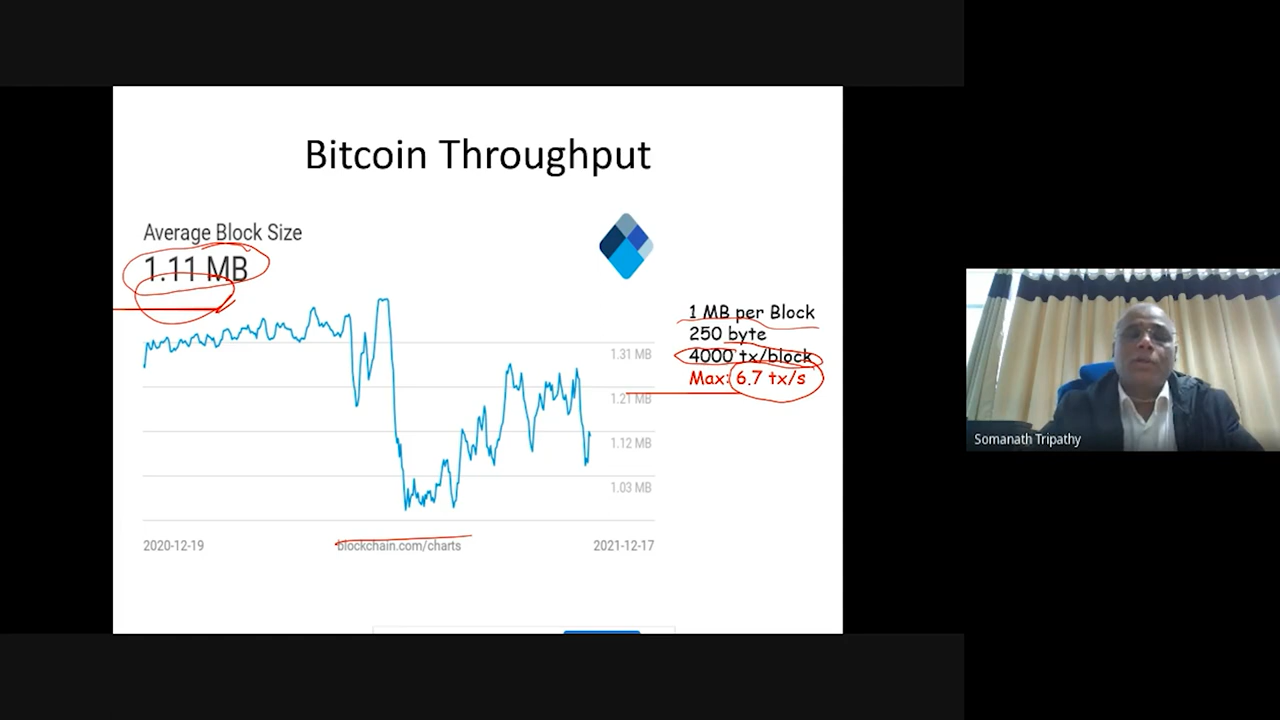 Bitcoin Throughput
Average Block Size
1.11 MB
1 MB per Block
250 byte
4000 tx/block
Max: 6.7 tx/s
1.31 MB
1.21 MB
1.12 MB
1.03 MB
2020-12-19
blockchain.com/charts
2021-12-17
Somanath Tripathy